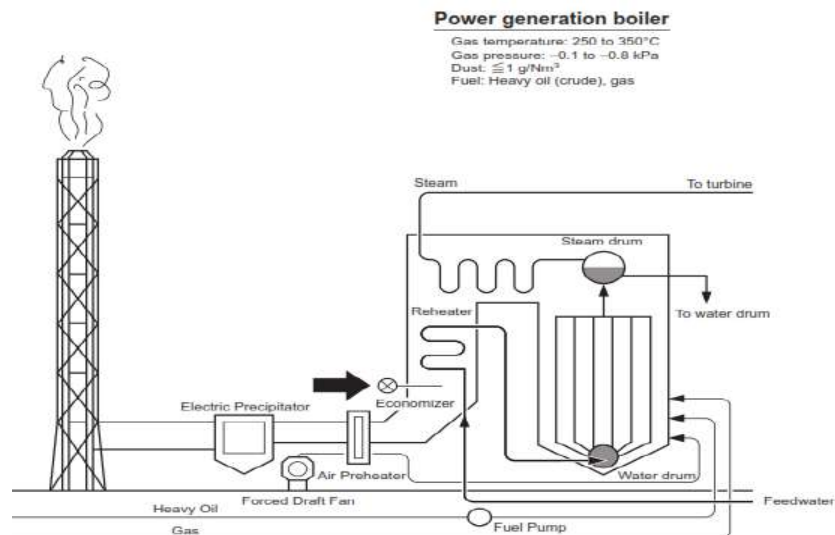 Power generation boiler
Gas temperature: 250 to 350°C
Gas pressure: –0.1 to –0.8 kPa
Dust: ≦1 g/Nm³
Fuel: Heavy oil (crude), gas
Steam
To turbine
Steam drum
To water drum
Reheater
Economizer
Electric Precipitator
Air Preheater
Water drum
Forced Draft Fan
Feedwater
Heavy Oil
Fuel Pump
Gas